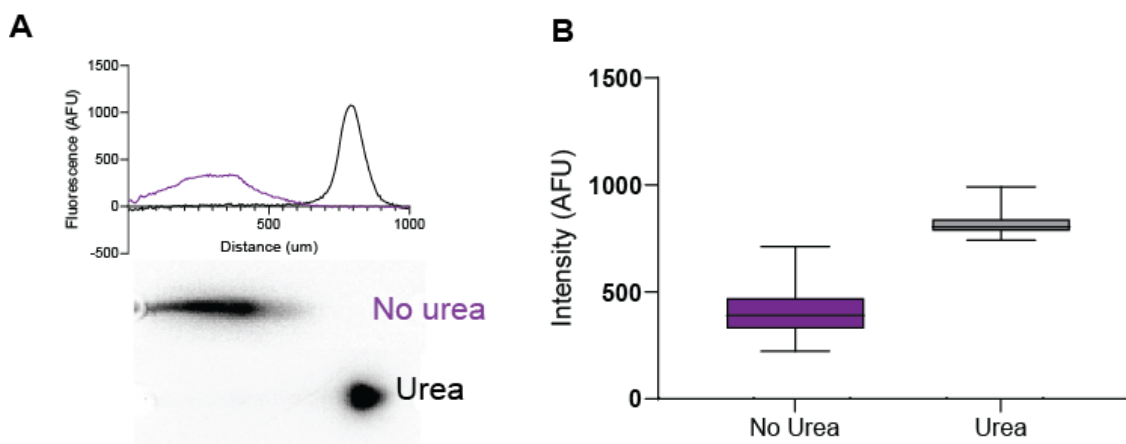 A
1500
1000
500
0
-500
Fluorescence (AFU)
500
1000
Distance (um)
No urea
Urea
B
1500
1000
500
0
Intensity (AFU)
No Urea
Urea